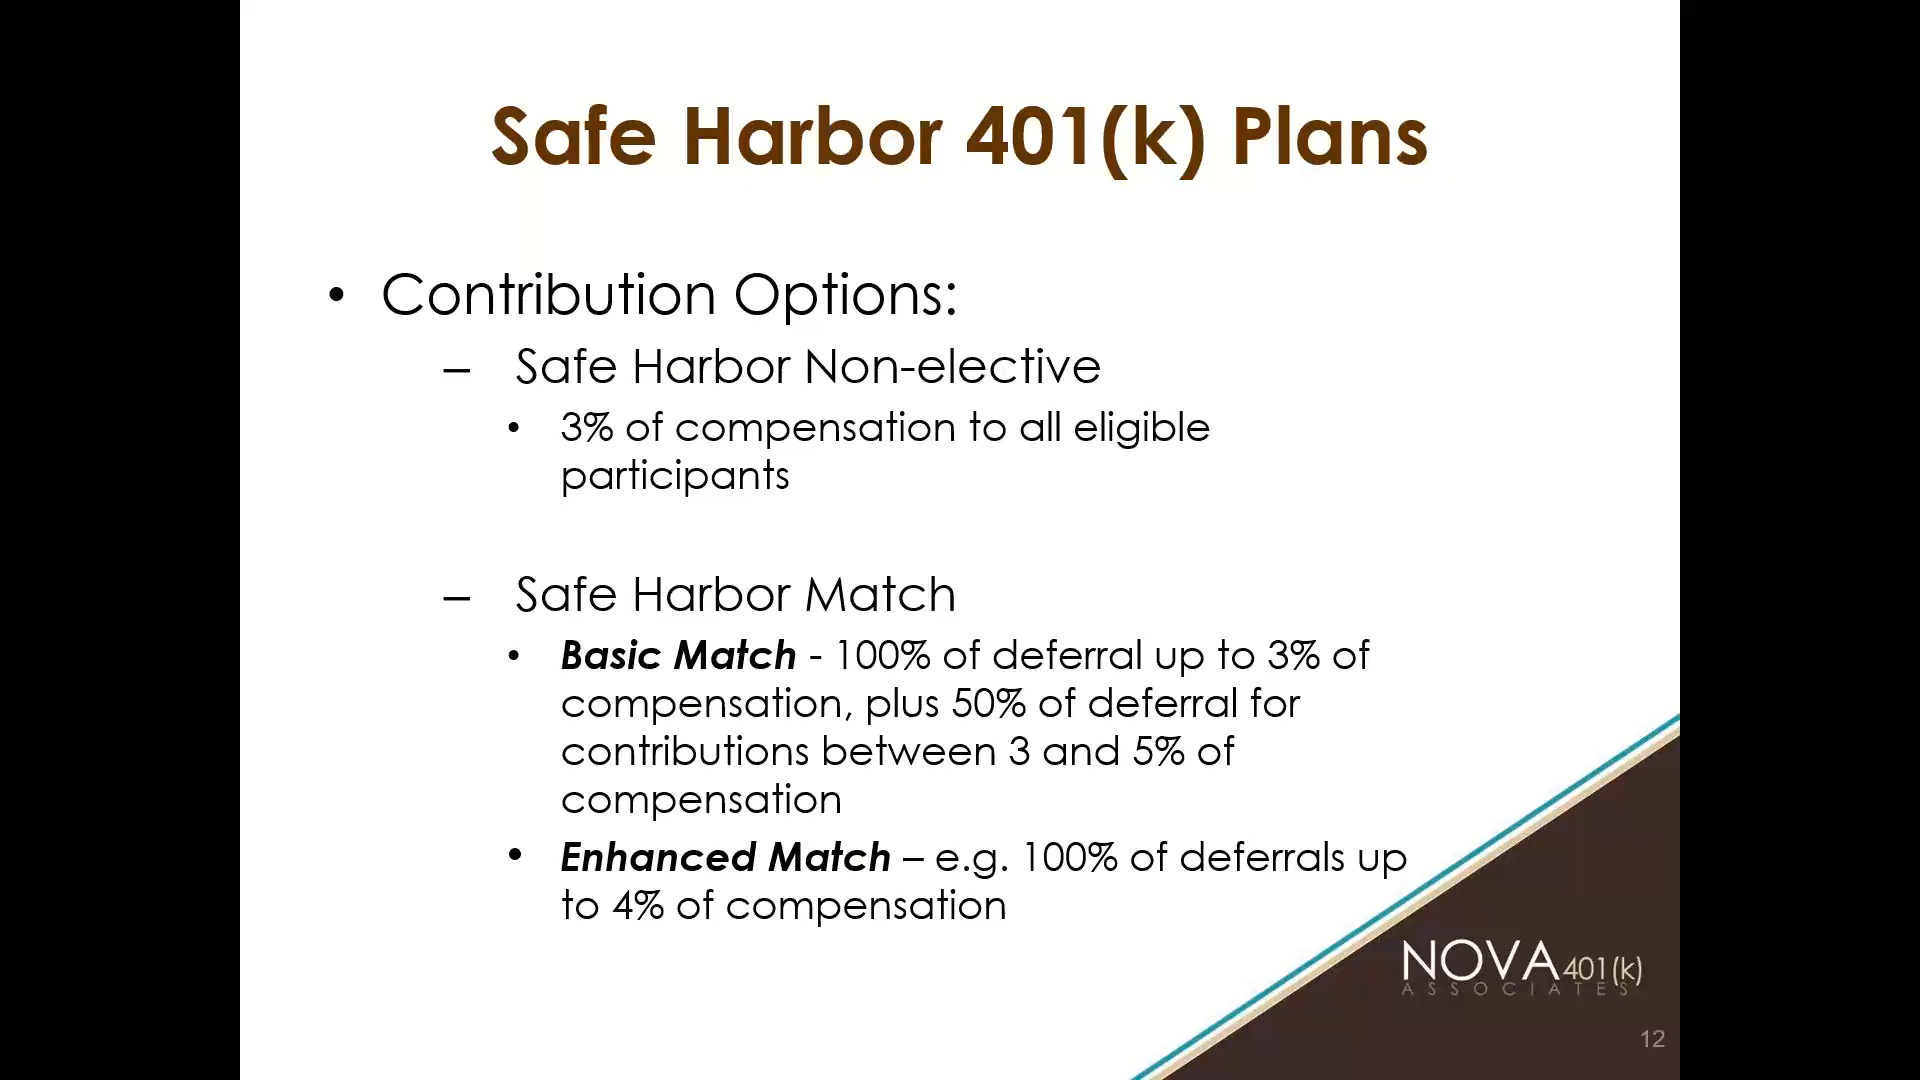 Safe Harbor 401(k) Plans
• Contribution Options:
– Safe Harbor Non-elective
• 3% of compensation to all eligible
participants
– Safe Harbor Match
• Basic Match - 100% of deferral up to 3% of
compensation, plus 50% of deferral for
contributions between 3 and 5% of
compensation
• Enhanced Match – e.g. 100% of deferrals up
to 4% of compensation
NOVA 401(k)
ASSOCIATES
12